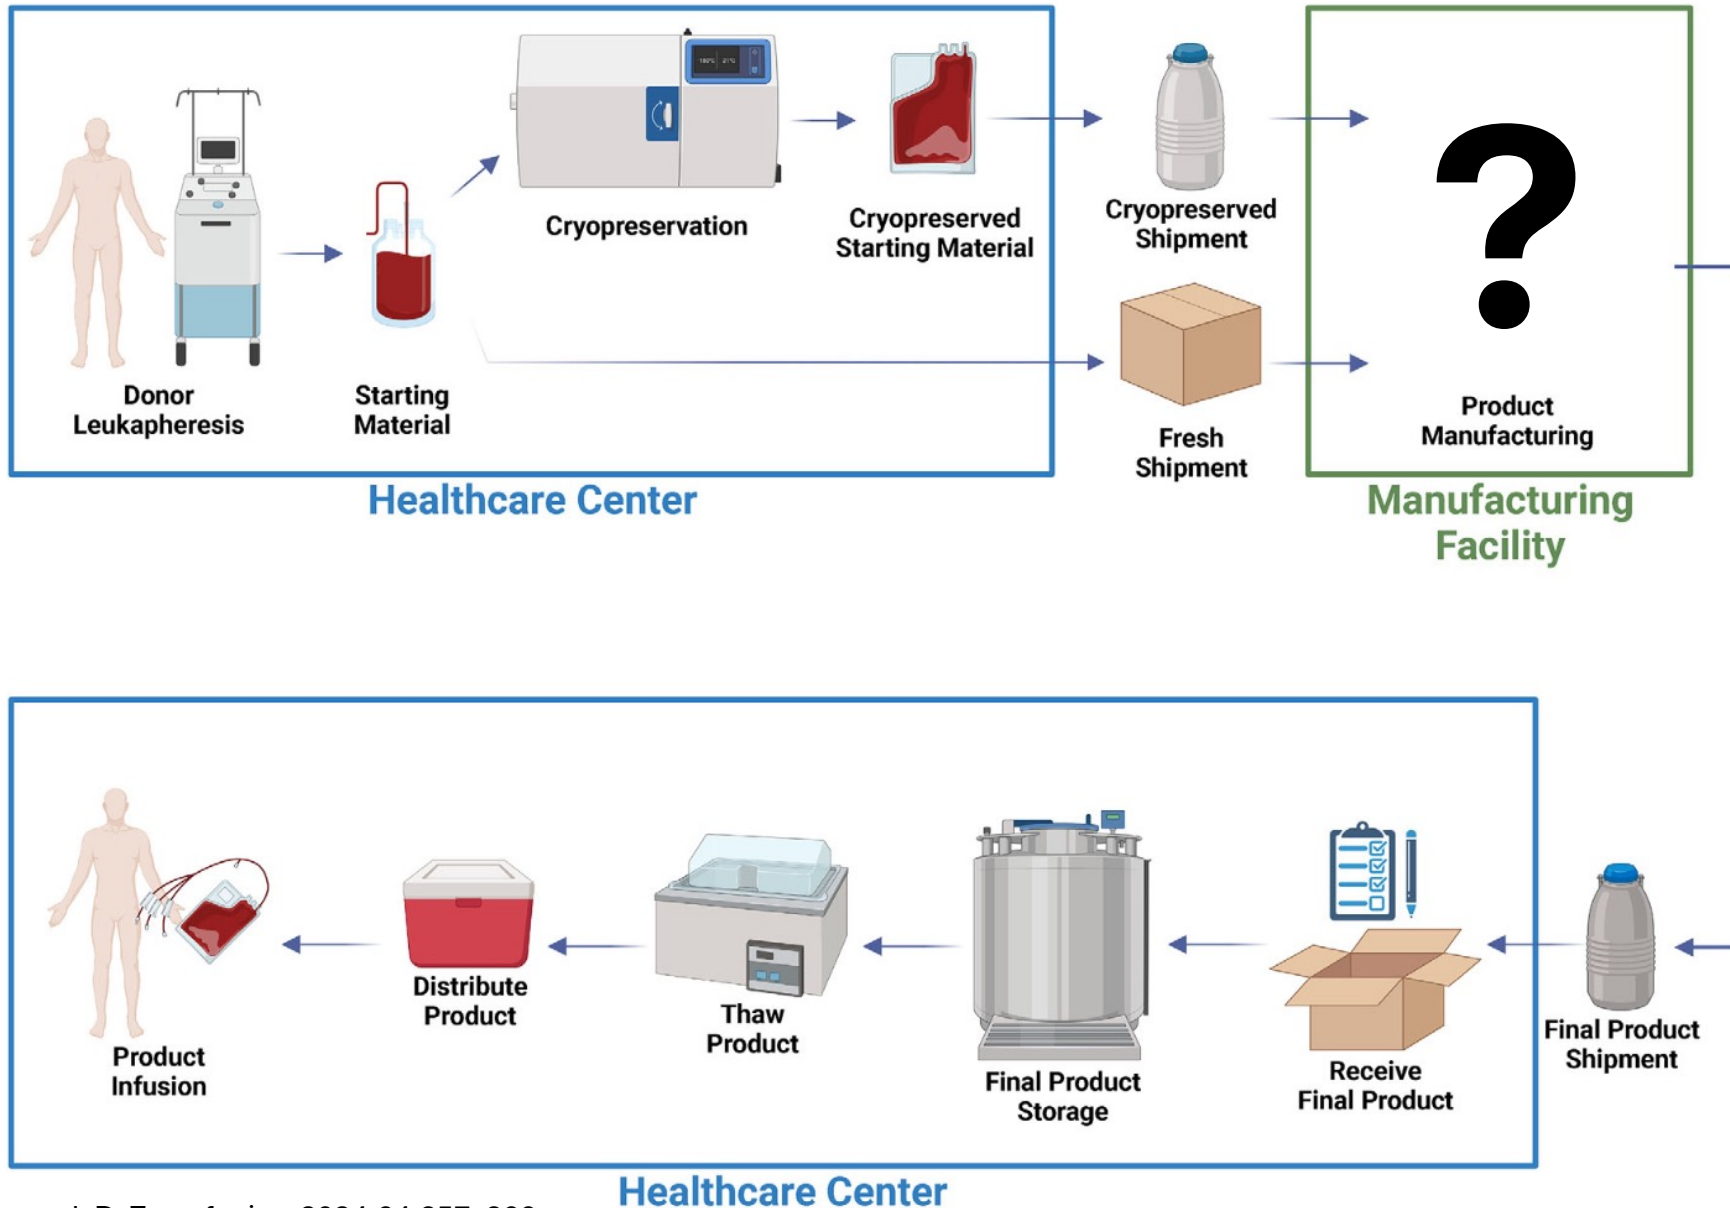 Cryopreservation
Cryopreserved
Starting Material
Cryopreserved
Shipment
?
Donor
Leukapheresis
Starting
Material
Fresh
Shipment
Product
Manufacturing
Healthcare Center
Manufacturing
Facility
Product
Infusion
Distribute
Product
Thaw
Product
Final Product
Storage
Receive
Final Product
Final Product
Shipment
Healthcare Center